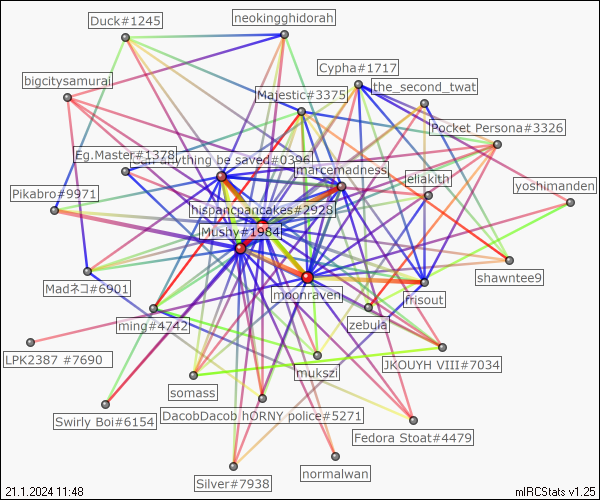 Duck#1245
neokingghidorah
Cypha#1717
bigcitysamurai
the_second_twat
Majestic#3375
Pocket Persona#3326
Eg.Master#1378
anything be saved#0396
marcemadness
eliakith
yoshimanden
Pikabro#9971
hispancpancakes#2928
Mushy#1984
shawntee9
Madネコ#6901
moonraven
frisout
ming#4742
zebula
LPK2387 #7690
mukszi
JKOUYH VIII#7034
somass
Swirly Boi#6154
DacobDacob hORNY police#5271
Fedora Stoat#4479
normalwan
Silver#7938
21.1.2024 11:48
mIRCStats v1.25